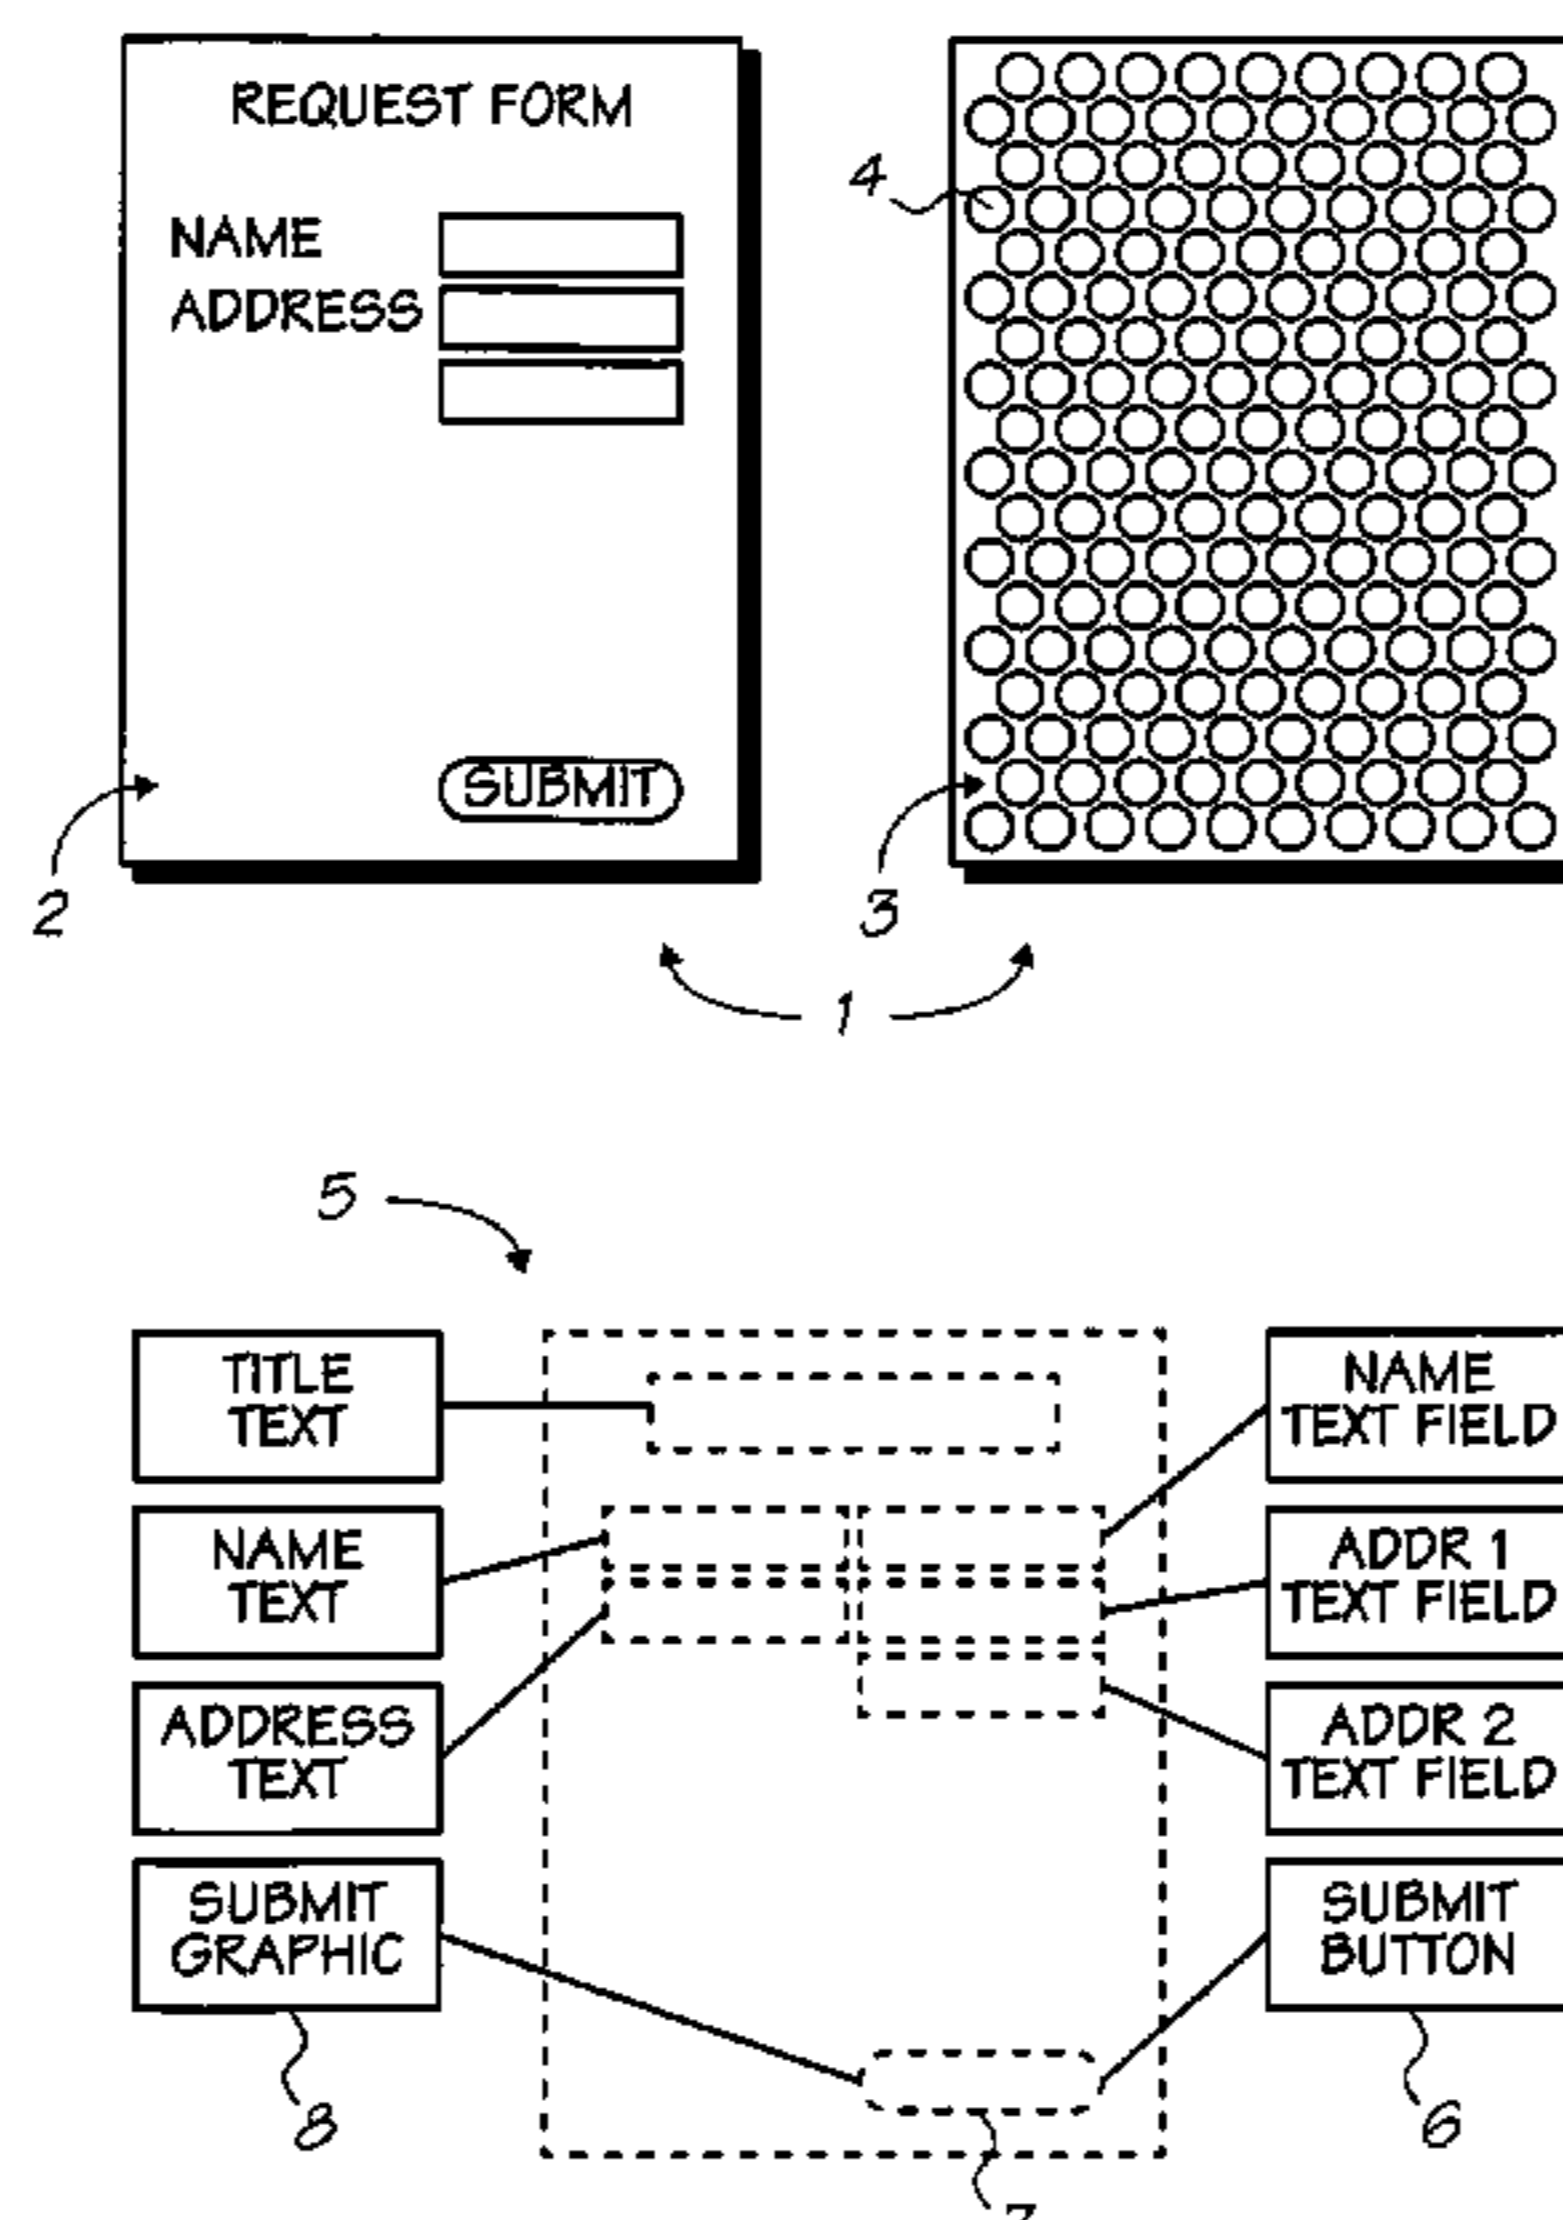 REQUEST FORM
NAME
ADDRESS
SUBMIT
4
2
3
1
5
TITLE
TEXT
NAME
TEXT FIELD
NAME
TEXT
ADDR 1
TEXT FIELD
ADDRESS
TEXT
ADDR 2
TEXT FIELD
SUBMIT
GRAPHIC
SUBMIT
BUTTON
8
6
7